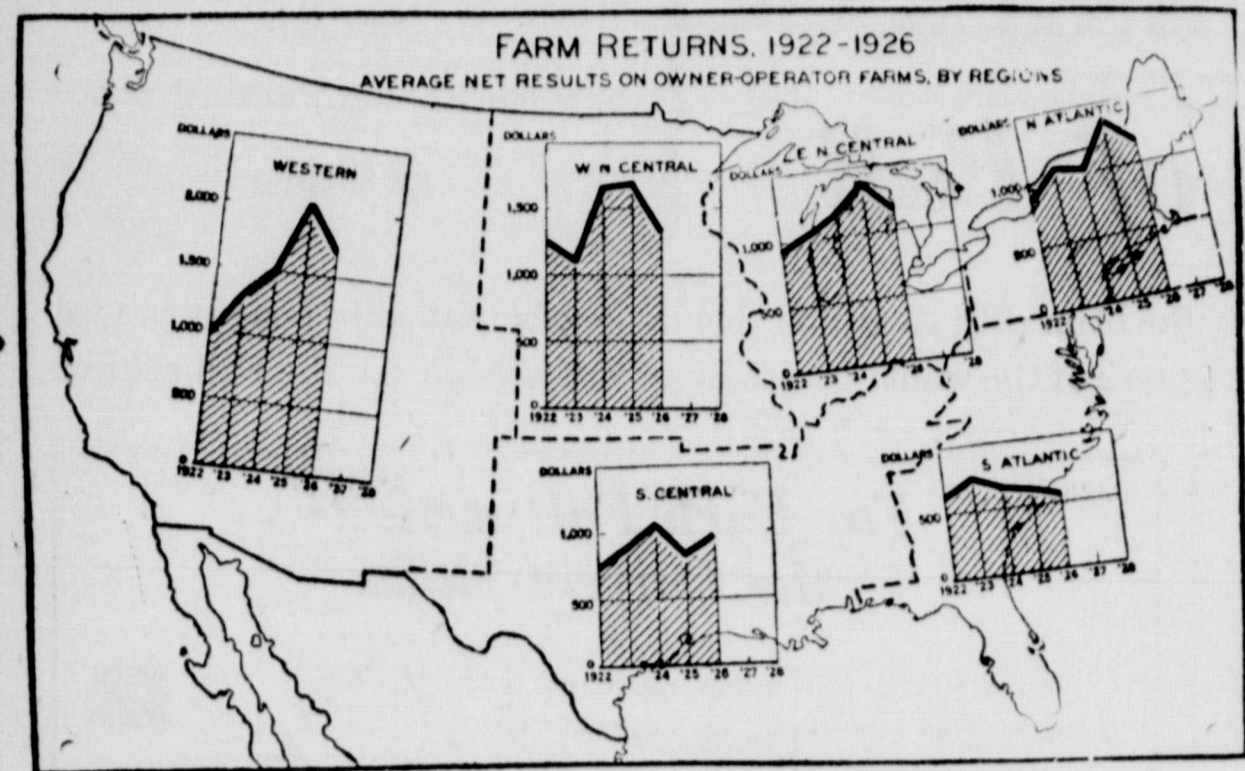 FARM RETURNS, 1922-1926
AVERAGE NET RESULTS ON OWNER-OPERATOR FARMS, BY REGIONS
DOLLARS
WESTERN
2,000
1,500
1,000
500
0
1922 '23 '24 '25 '26 '27 '28
DOLLARS
W N CENTRAL
1,500
1,000
500
0
1922 '23 '24 '25 '26 '27 '28
DOLLARS
E N CENTRAL
1,000
500
0
1922 '23 '24 '26 '28
DOLLARS
N ATLANTIC
1,000
500
0
1922 '24 '25 '26 '27 '28
DOLLARS
S. CENTRAL
1,000
500
0
1922 '24 '25 '26 '27 '28
DOLLARS
S ATLANTIC
500
0
1922 '23 '24 '25 '26 '27 '28